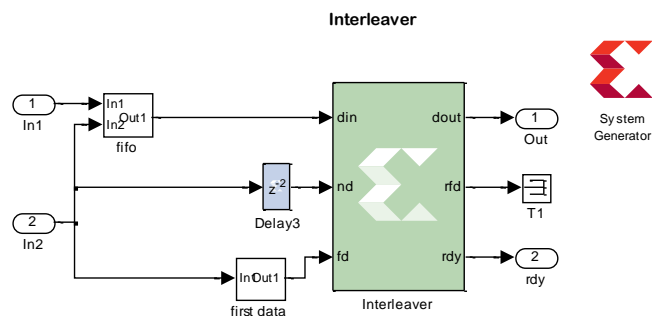 Interleaver
1
In1
In1
In2
Out1
fifo
din
nd
fd
dout
rfd
rdy
Interleaver
z-2
Delay3
2
In2
In1
Out1
first data
1
Out
T1
2
rdy
System
Generator